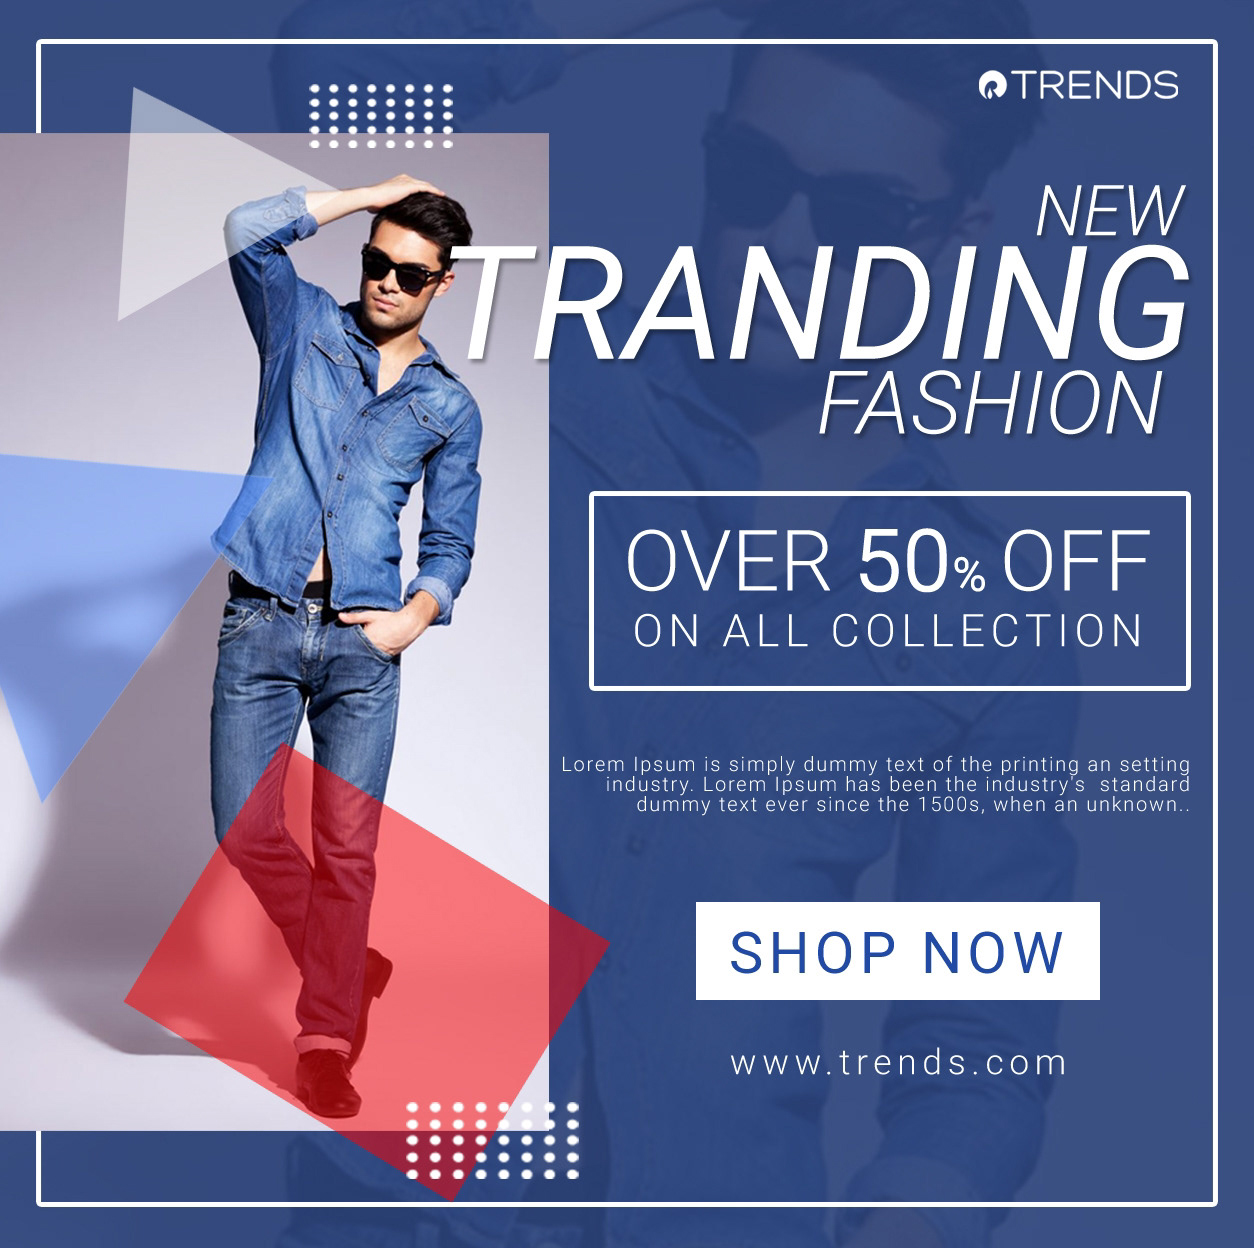 TRENDS
NEW
TRANDING
FASHION
OVER 50% OFF
ON ALL COLLECTION
Lorem Ipsum is simply dummy text of the printing an setting
industry. Lorem Ipsum has been the industry's standard
dummy text ever since the 1500s, when an unknown..
SHOP NOW
www.trends.com